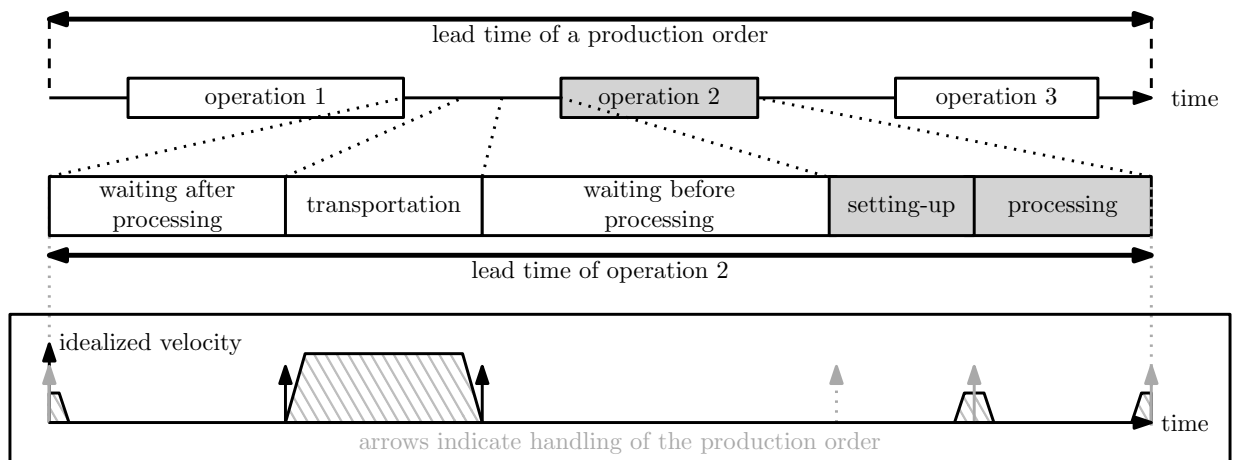 lead time of a production order
operation 1
operation 2
operation 3
time
waiting after
processing
transportation
waiting before
processing
setting-up
processing
lead time of operation 2
idealized velocity
time
arrows indicate handling of the production order